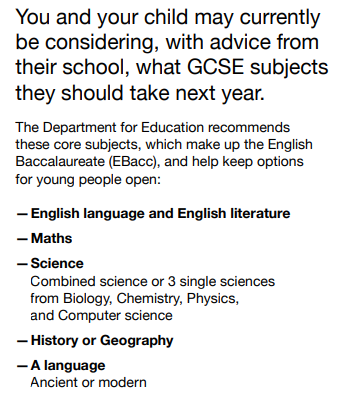 You and your child may currently
be considering, with advice from
their school, what GCSE subjects
they should take next year.
The Department for Education recommends
these core subjects, which make up the English
Baccalaureate (EBacc), and help keep options
for young people open:
— English language and English literature
— Maths
— Science
Combined science or 3 single sciences
from Biology, Chemistry, Physics,
and Computer science
— History or Geography
— A language
Ancient or modern